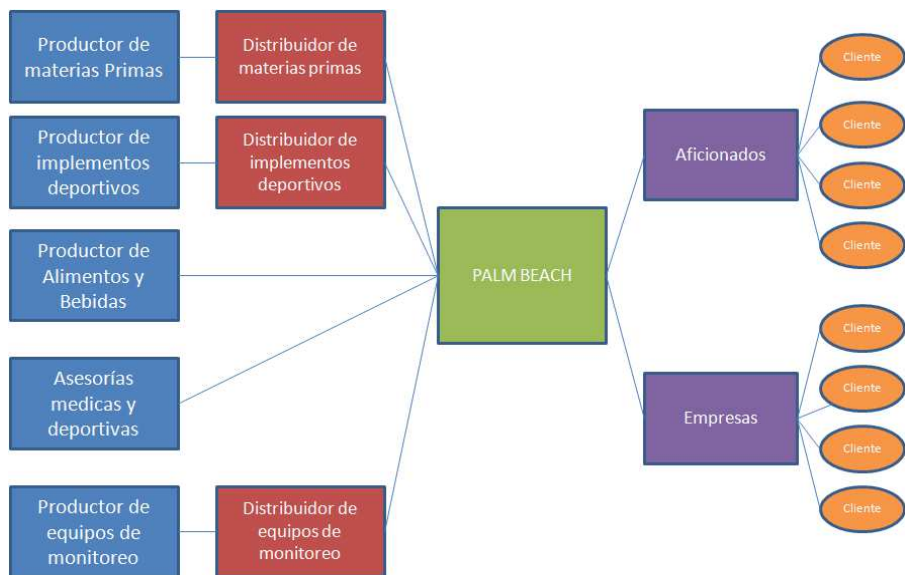 Productor de
materias Primas
Distribuidor de
materias primas
Productor de
implementos
deportivos
Distribuidor de
implementos
deportivos
Productor de
Alimentos y
Bebidas
Asesorías
medicas y
deportivas
Productor de
equipos de
monitoreo
Distribuidor de
equipos de
monitoreo
PALM BEACH
Aficionados
Cliente
Cliente
Cliente
Cliente
Empresas
Cliente
Cliente
Cliente
Cliente